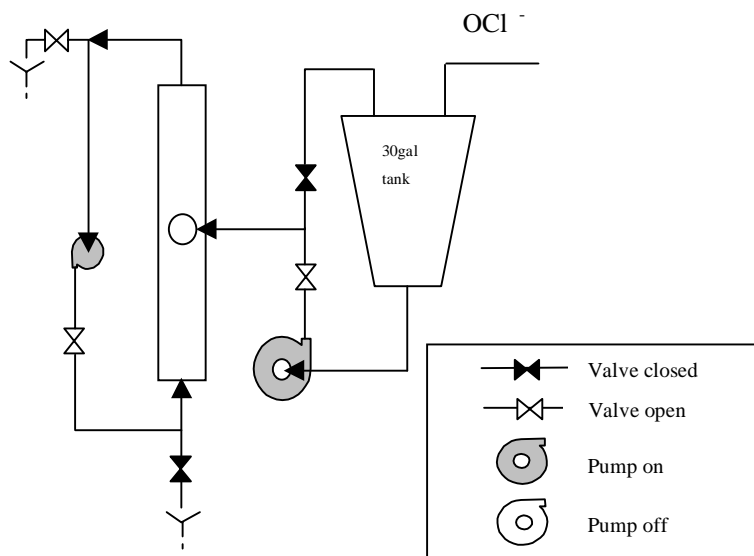 OCl -
30gal
tank
Valve closed
Valve open
Pump on
Pump off